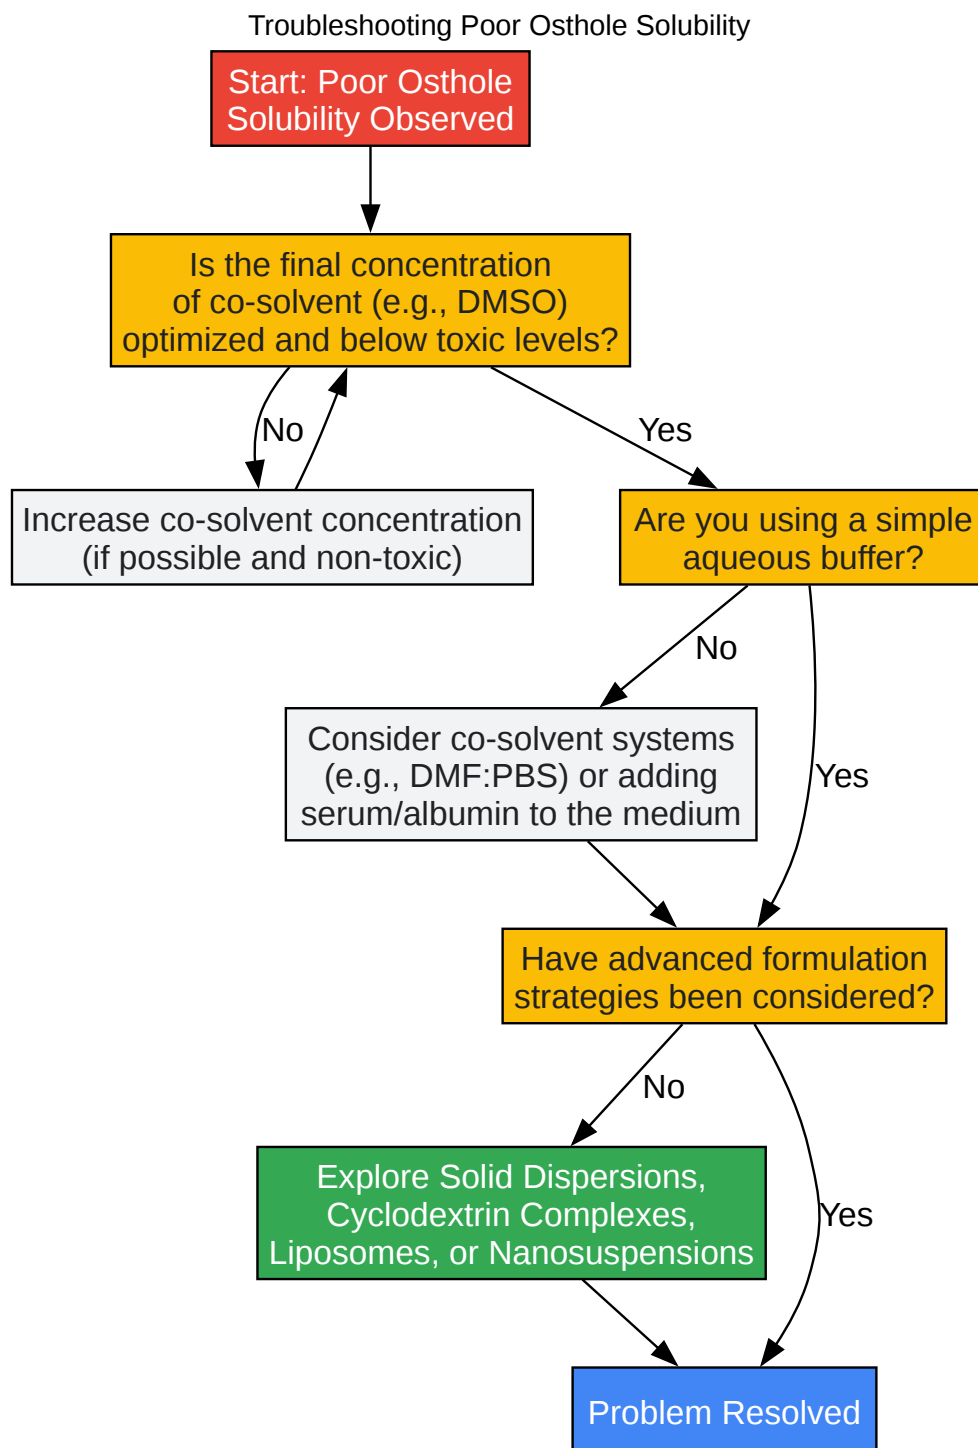 Troubleshooting Poor Osthole Solubility
Start: Poor Osthole
Solubility Observed
Is the final concentration
of co-solvent (e.g., DMSO)
optimized and below toxic levels?
No
Yes
Increase co-solvent concentration
(if possible and non-toxic)
Are you using a simple
aqueous buffer?
No
Consider co-solvent systems
(e.g., DMF:PBS) or adding
serum/albumin to the medium
Yes
Have advanced formulation
strategies been considered?
No
Explore Solid Dispersions,
Cyclodextrin Complexes,
Liposomes, or Nanosuspensions
Yes
Problem Resolved